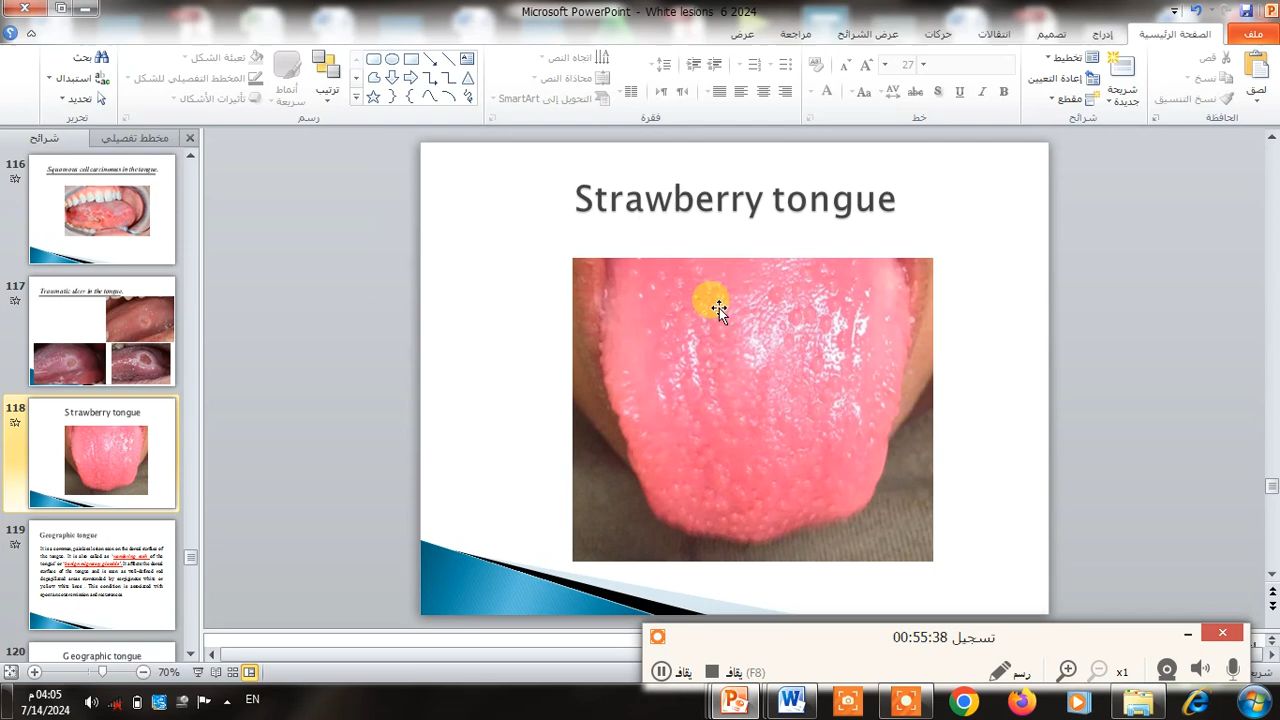 Microsoft PowerPoint - White lesions 6 2024
ملف
الصفحة الرئيسية
إدراج
تصميم
انتقالات
حركات
عرض الشرائح
مراجعة
عرض
لصق
قص
نسخ
نسخ التنسيق
الحافظة
شريحة
جديدة
تخطيط
إعادة التعيين
مقطع
شرائح
27
خط
فقرة
اتجاه النص
محاذاة النص
التحويل إلى SmartArt
ترتيب
أنماط
سريعة
تعبئة الشكل
المخطط التفصيلي للشكل
تأثيرات الأشكال
رسم
بحث
استبدال
تحديد
تحرير
شرائح
مخطط تفصيلي
116
Squamous cell carcinoma in the tongue.
117
Traumatic ulcer in the tongue.
118
Strawberry tongue
119
Geographic tongue
120
Geographic tongue
Strawberry tongue
تسجيل 00:55:38
يقاف
يقاف (F8)
رسم
x1
70%
04:05 م
7/14/2024
EN